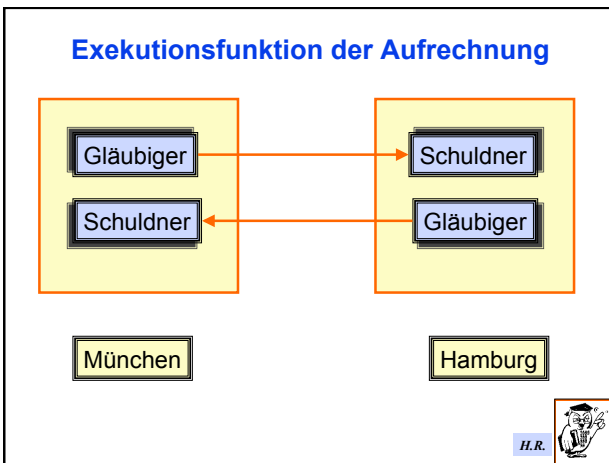 Exekutionsfunktion der Aufrechnung
Gläubiger
Schuldner
Schuldner
Gläubiger
München
Hamburg
H.R.